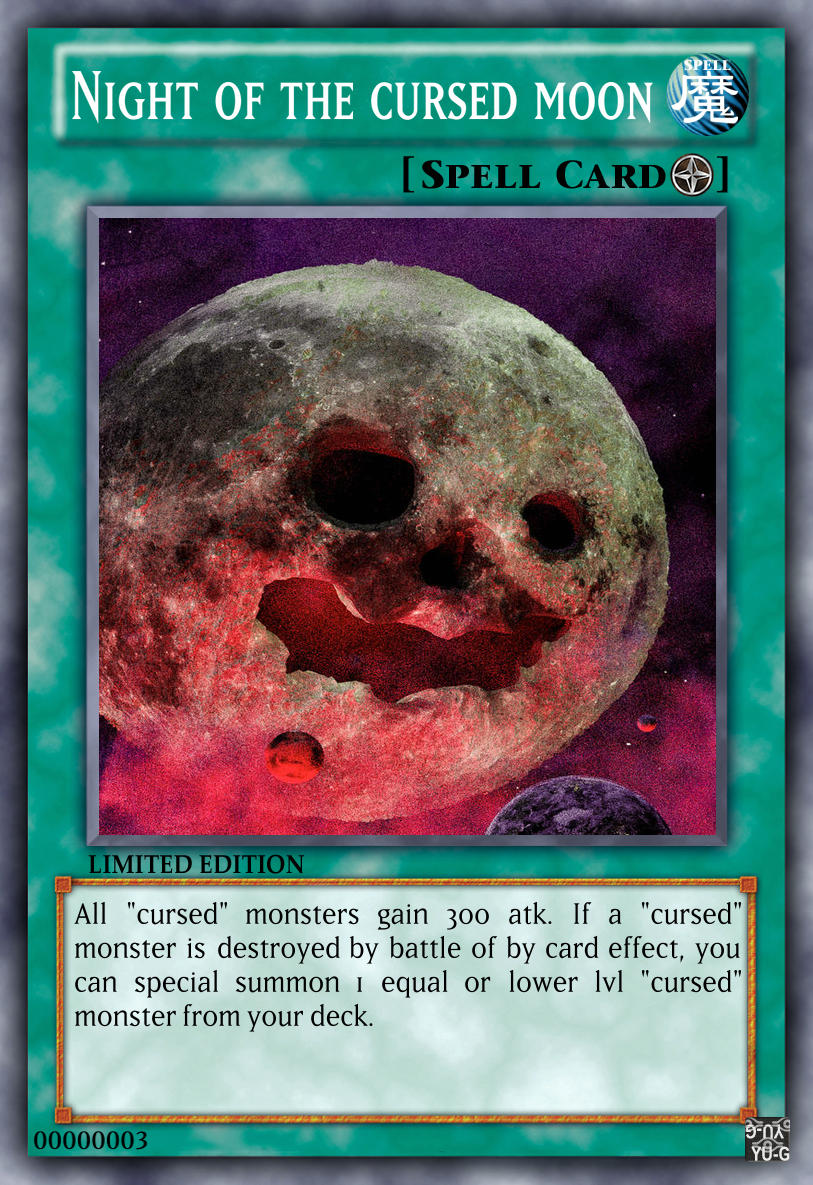 Night of the cursed moon
SPELL
魔
[Spell Card]
LIMITED EDITION
All "cursed" monsters gain 300 atk. If a "cursed"
monster is destroyed by battle of by card effect, you
can special summon 1 equal or lower lvl "cursed"
monster from your deck.
00000003
YU-G
YU-G